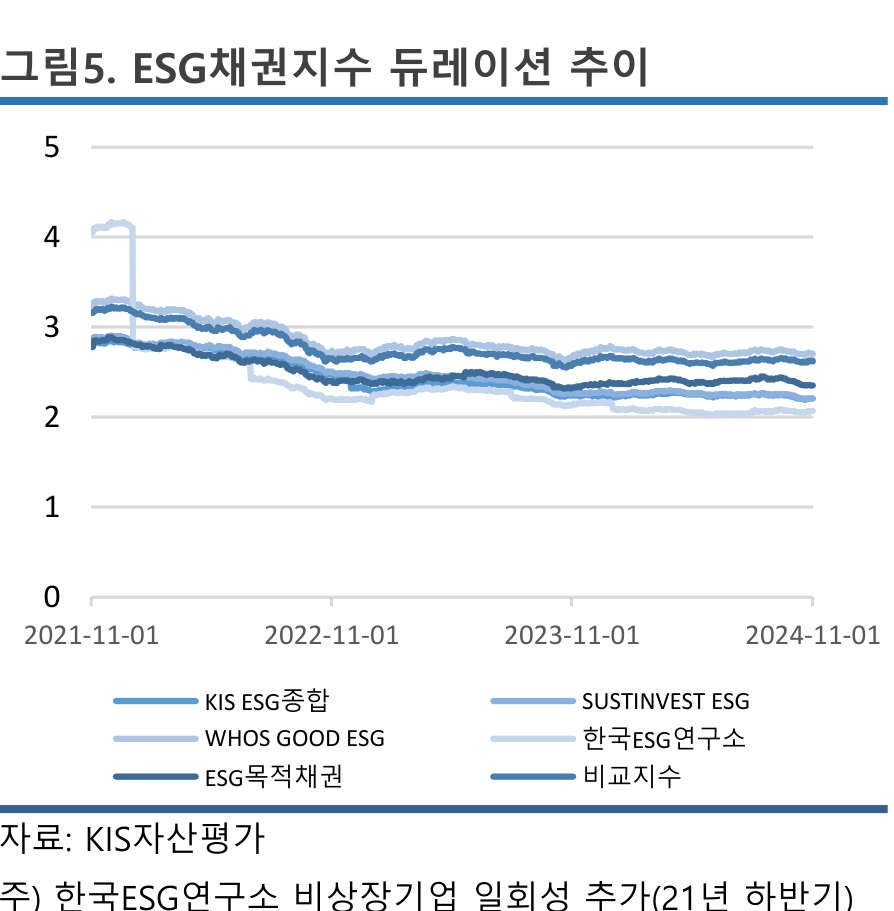 그림5. ESG채권지수 듀레이션 추이
5
4
3
2
1
0
2021-11-01 2022-11-01 2023-11-01 2024-11-01
KIS ESG종합 SUSTINVEST ESG
WHOS GOOD ESG 한국ESG연구소
ESG목적채권 비교지수
자료: KIS자산평가
주) 한국ESG연구소 비상장기업 일회성 추가(21년 하반기)